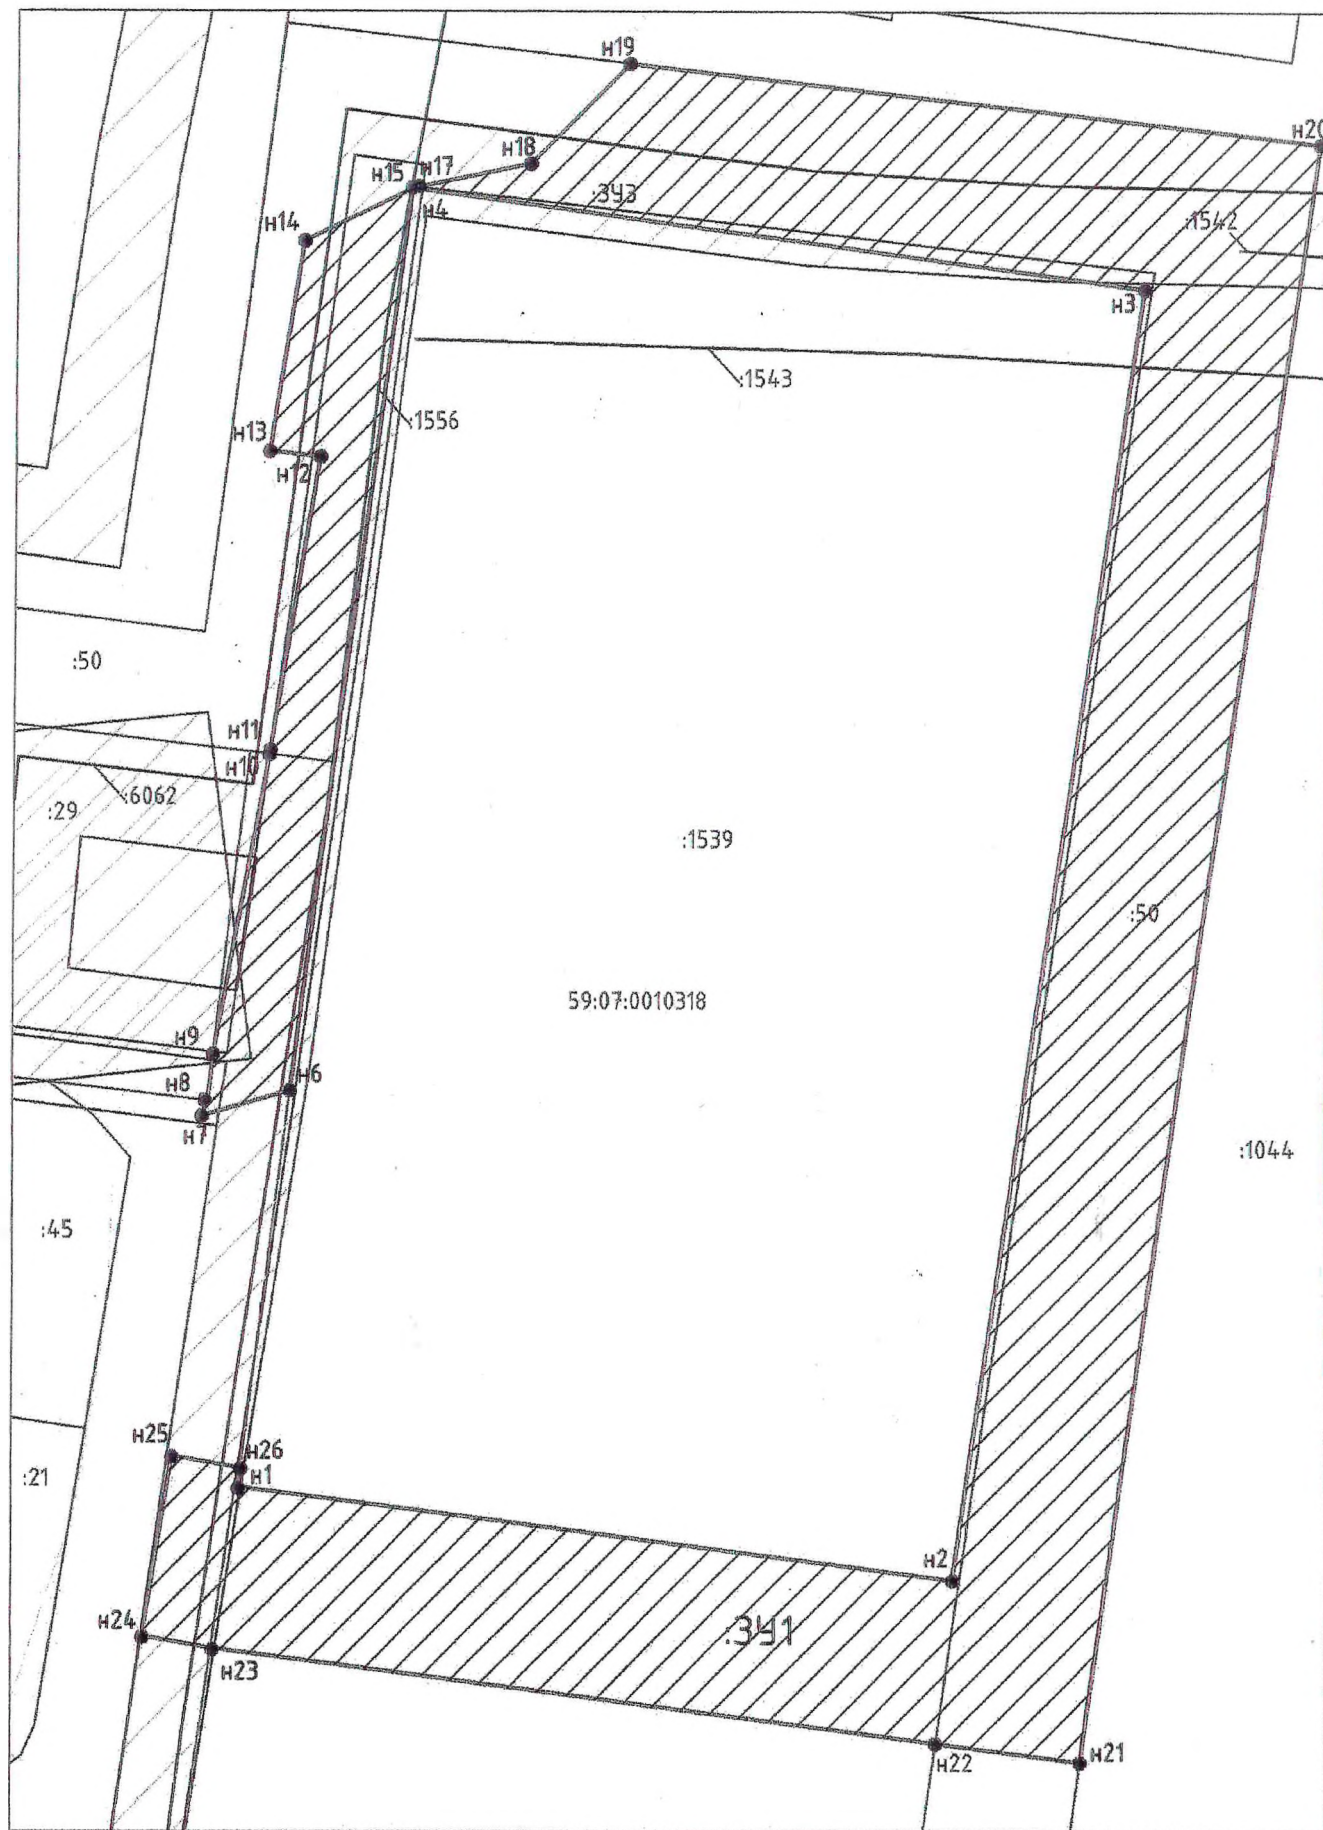 н19
н20
н18
н15
н17
:ЗУ3
н4
:1542
н14
н3
:1543
:1556
н13
н12
:50
н11
н10
:6062
:29
:1539
:50
59:07:0010318
н9
н6
н8
н7
:1044
:45
н25
н26
:21
н1
н2
н24
:ЗУ1
н23
н22
н21